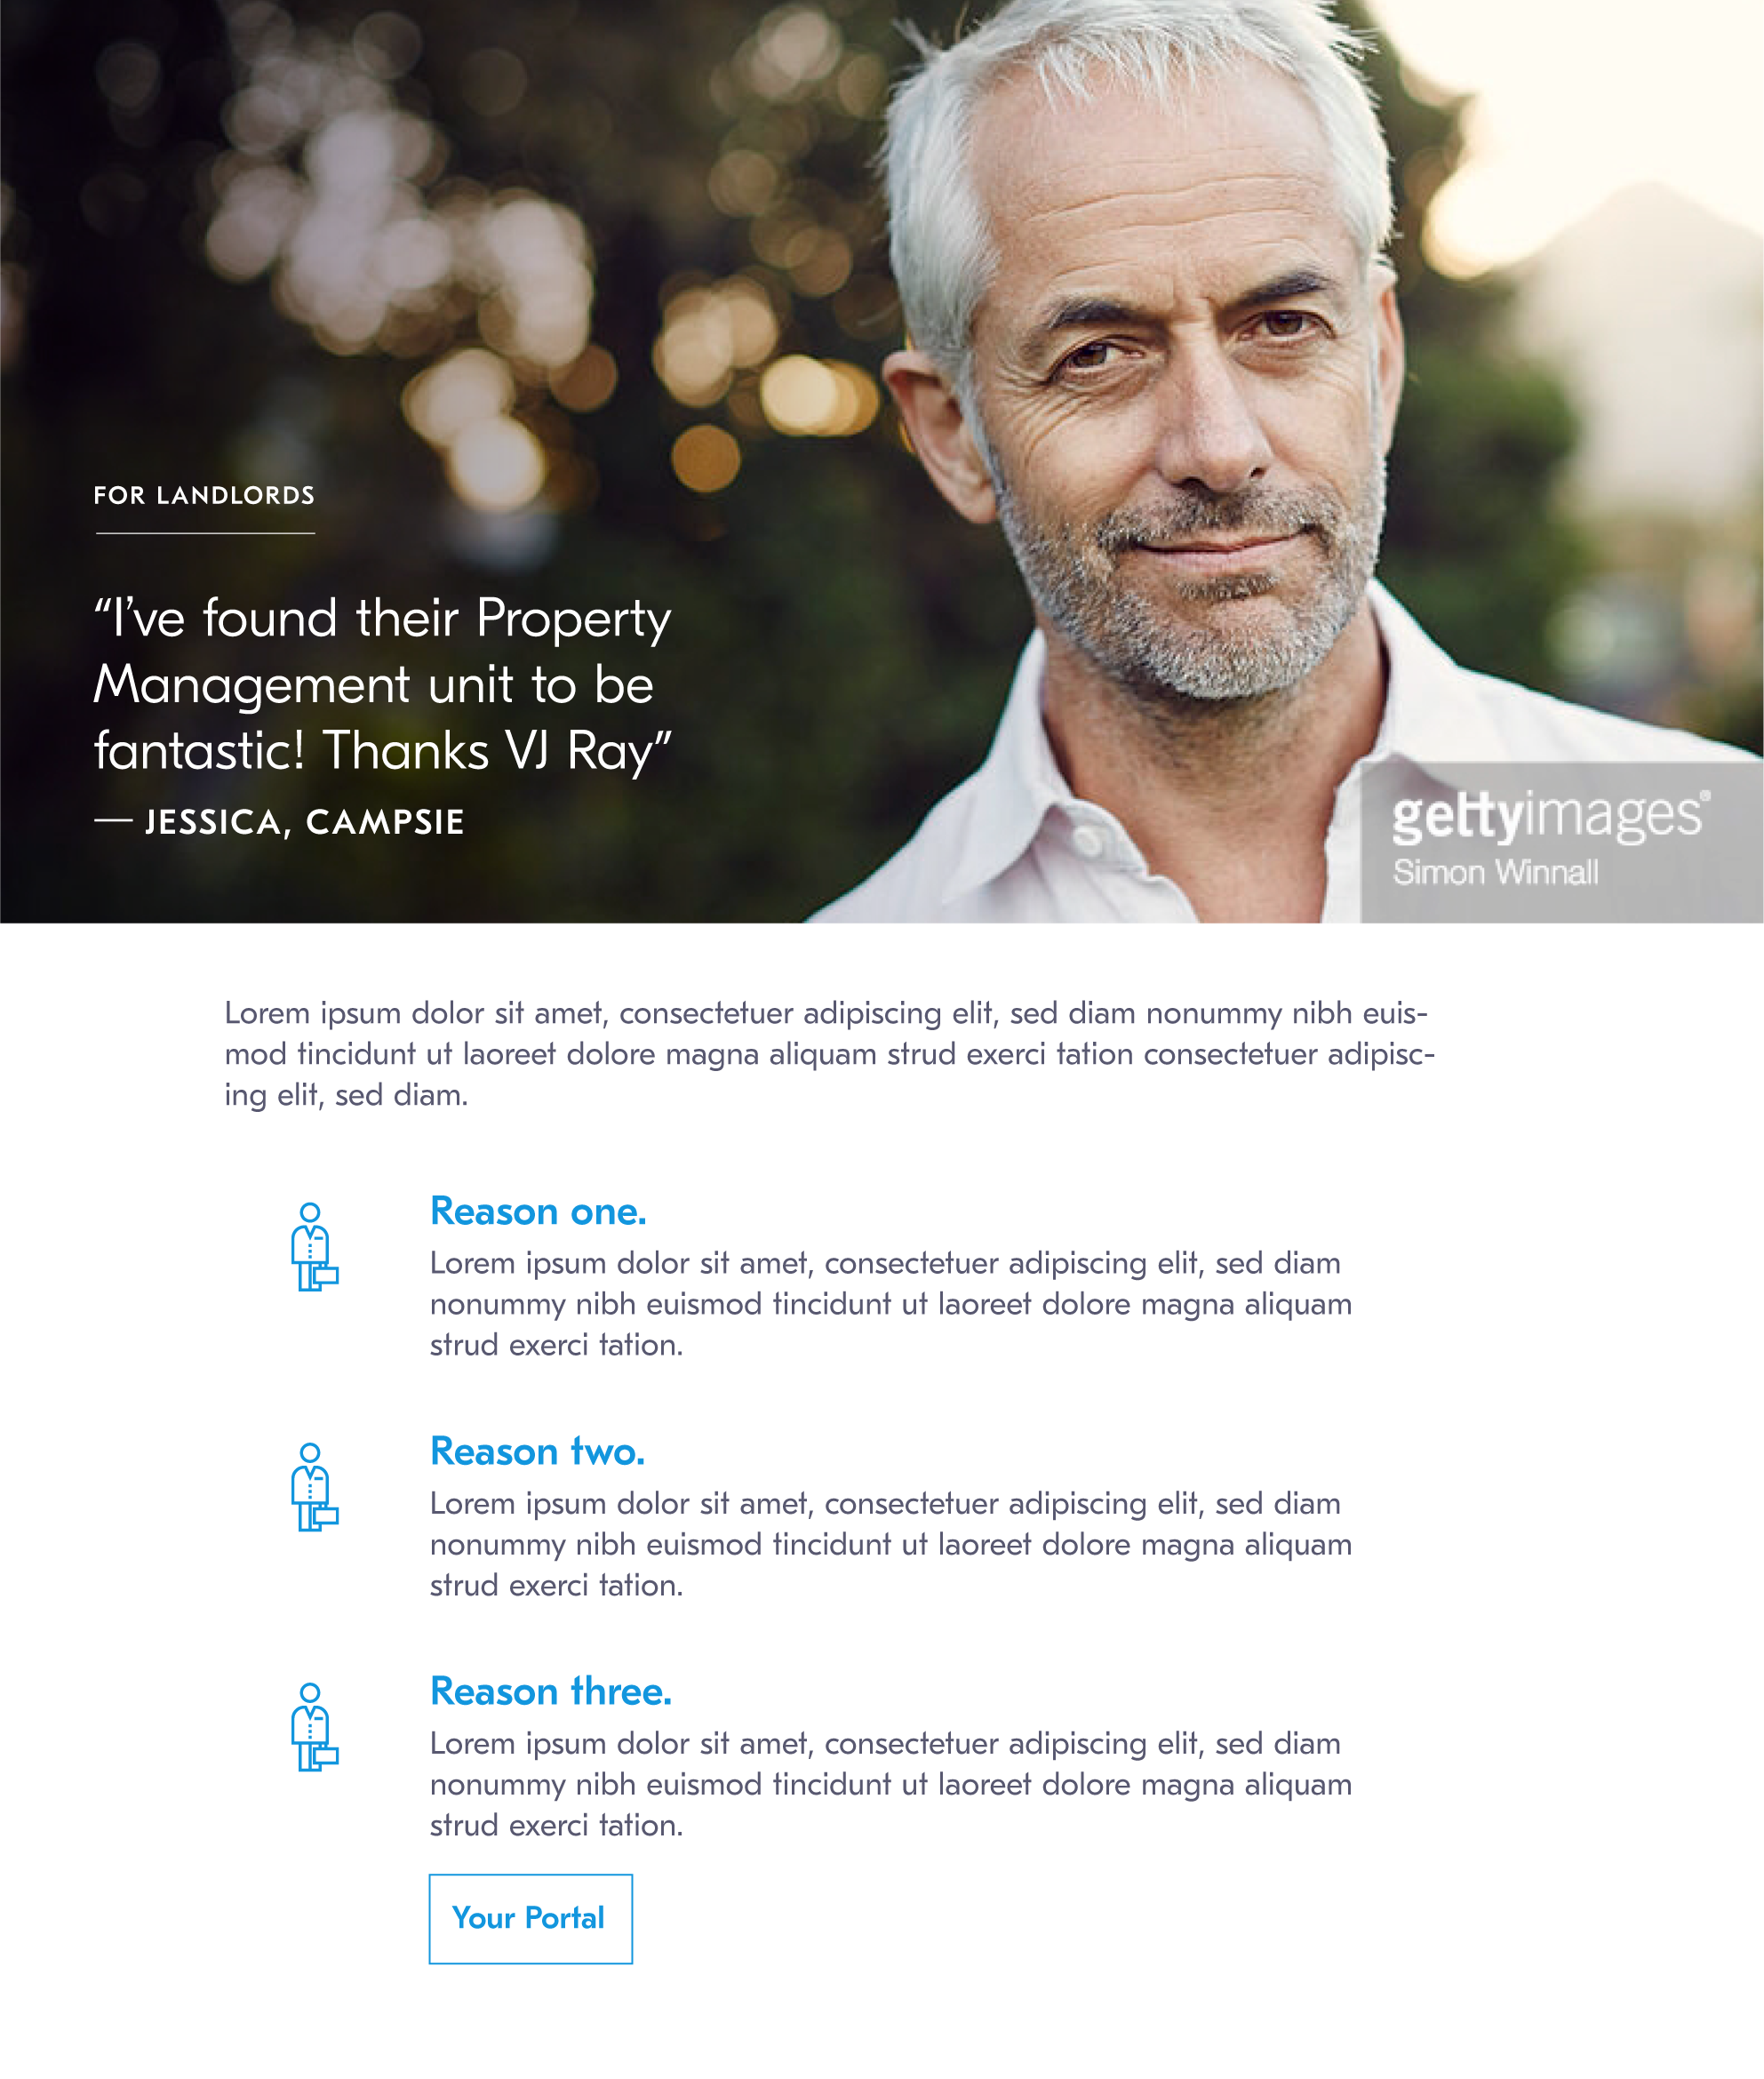 FOR LANDLORDS
“I’ve found their Property
Management unit to be
fantastic! Thanks VJ Ray”
— JESSICA, CAMPSIE
gettyimages®
Simon Winnall
Lorem ipsum dolor sit amet, consectetuer adipiscing elit, sed diam nonummy nibh euis-
mod tincidunt ut laoreet dolore magna aliquam strud exerci tation consectetuer adipisc-
ing elit, sed diam.
Reason one.
Lorem ipsum dolor sit amet, consectetuer adipiscing elit, sed diam
nonummy nibh euismod tincidunt ut laoreet dolore magna aliquam
strud exerci tation.
Reason two.
Lorem ipsum dolor sit amet, consectetuer adipiscing elit, sed diam
nonummy nibh euismod tincidunt ut laoreet dolore magna aliquam
strud exerci tation.
Reason three.
Lorem ipsum dolor sit amet, consectetuer adipiscing elit, sed diam
nonummy nibh euismod tincidunt ut laoreet dolore magna aliquam
strud exerci tation.
Your Portal